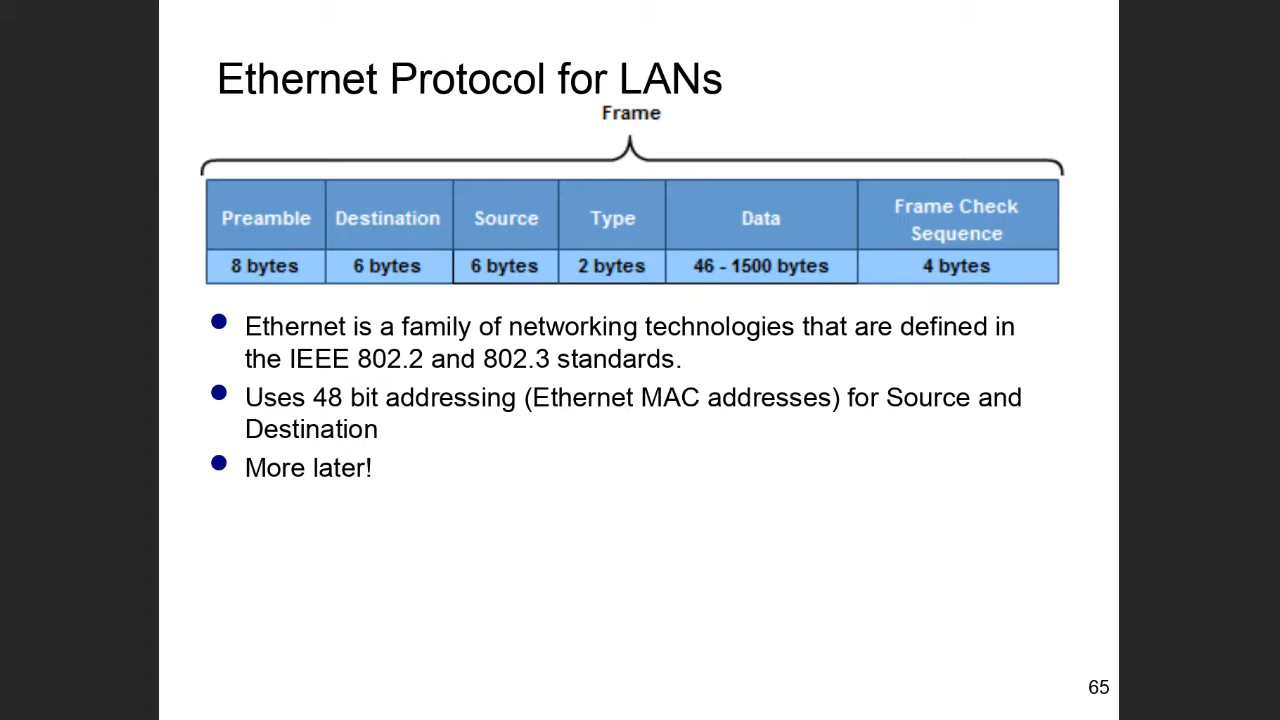 Ethernet Protocol for LANs
Frame
Preamble Destination Source Type Data Frame Check Sequence
8 bytes 6 bytes 6 bytes 2 bytes 46 - 1500 bytes 4 bytes
Ethernet is a family of networking technologies that are defined in
the IEEE 802.2 and 802.3 standards.
Uses 48 bit addressing (Ethernet MAC addresses) for Source and
Destination
More later!
65